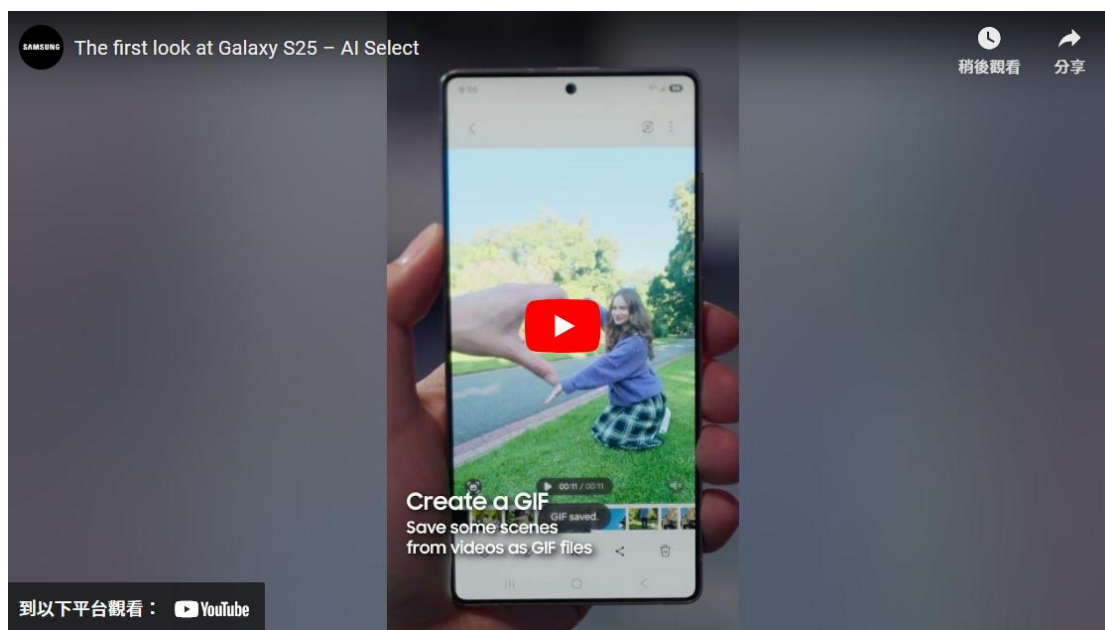 SAMSUNG
The first look at Galaxy S25 – AI Select
稍後觀看
分享
9:55
00:11 / 00:11
Create a GIF
GIF saved.
Save some scenes
from videos as GIF files
到以下平台觀看：
YouTube